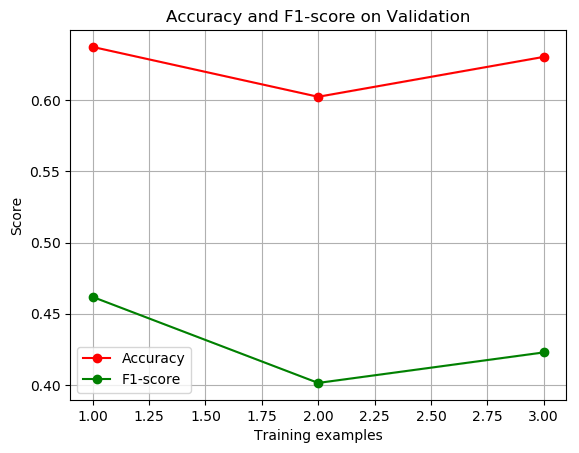 Accuracy and F1-score on Validation
Score
0.60
0.55
0.50
0.45
0.40
Accuracy
F1-score
1.00 1.25 1.50 1.75 2.00 2.25 2.50 2.75 3.00
Training examples